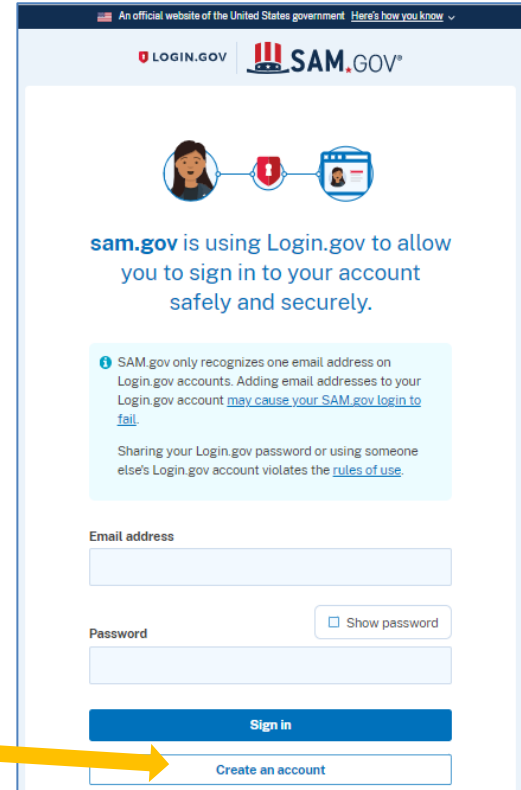 An official website of the United States government Here's how you know
LOGIN.GOV SAM.GOV®
sam.gov is using Login.gov to allow
you to sign in to your account
safely and securely.
SAM.gov only recognizes one email address on
Login.gov accounts. Adding email addresses to your
Login.gov account may cause your SAM.gov login to
fail.
Sharing your Login.gov password or using someone
else's Login.gov account violates the rules of use.
Email address
Show password
Password
Sign in
Create an account